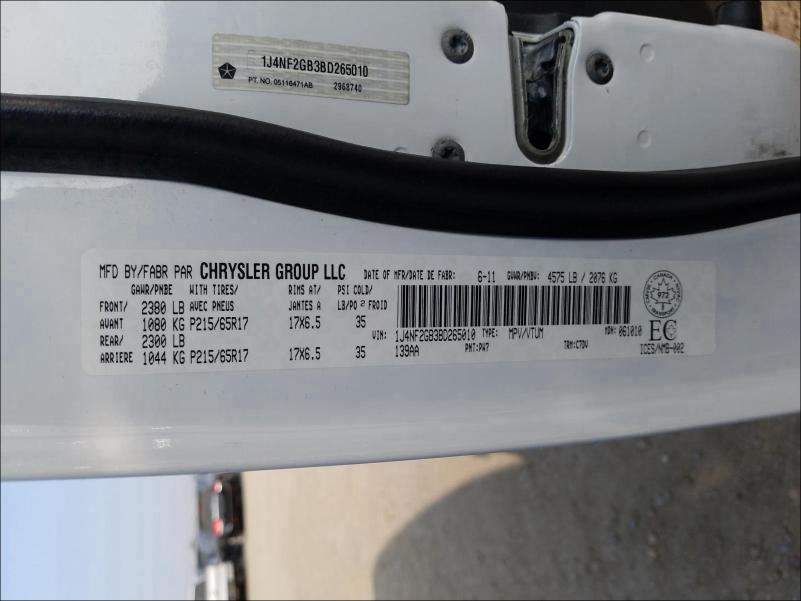 1J4NF2GB3BD265010
PT. NO. 05116471AB 2968740
MFD BY/FABR PAR CHRYSLER GROUP LLC DATE OF MFR/DATE DE FABR: 6-11 GVWR/PNBV: 4575 LB / 2076 KG
GAWR/PNBE WITH TIRES/ RIMS AT/ PSI COLD/
FRONT/ 2380 LB AVEC PNEUS JANTES A LB/PO2 FROID
AVANT 1080 KG P215/65R17 17X6.5 35
REAR/ 2300 LB
ARRIERE 1044 KG P215/65R17 17X6.5 35
VIN: 1J4NF2GB3BD265010 TYPE: MPV/VTUM MDH: 061010
139AA PNT:PW7 TRM:C7DV
CANADA
972
EC
ICES/NMB-002